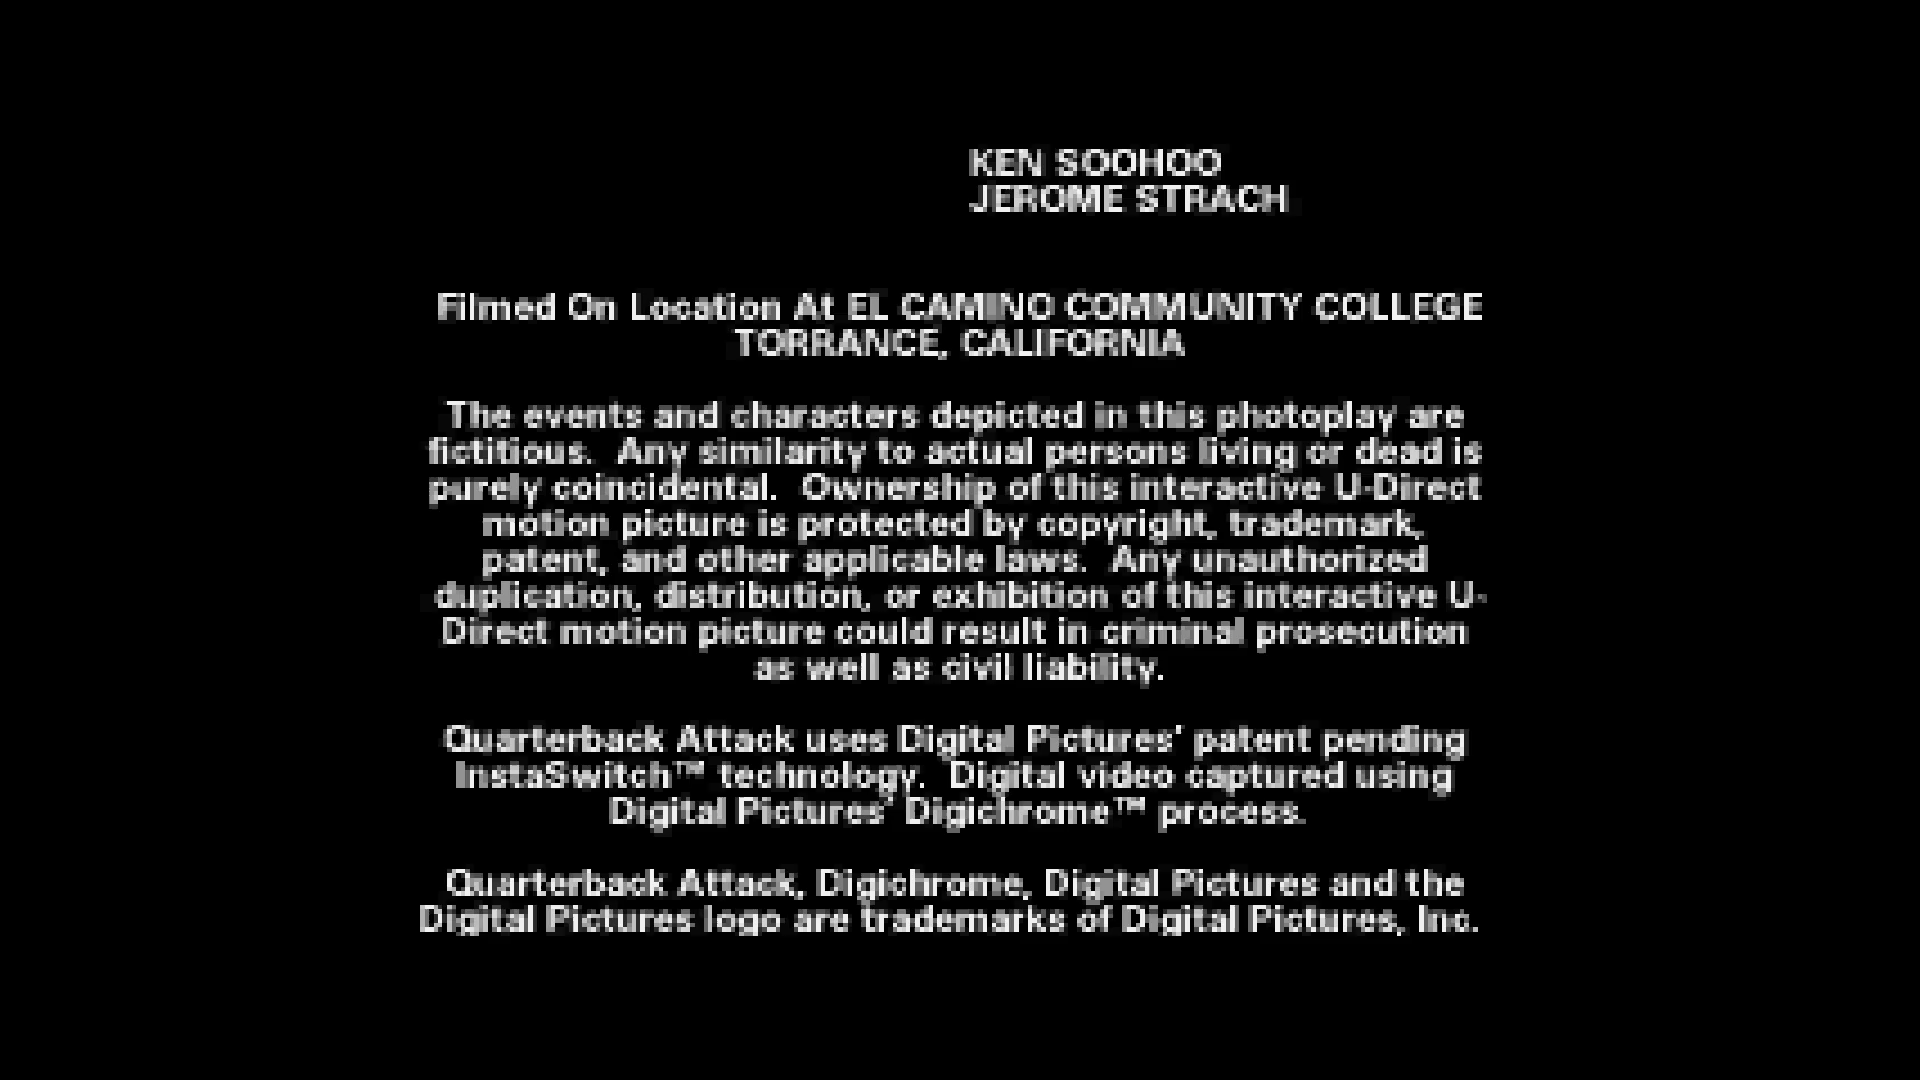 KEN SOOHOO
JEROME STRACH
Filmed On Location At EL CAMINO COMMUNITY COLLEGE
TORRANCE, CALIFORNIA
The events and characters depicted in this photoplay are
fictitious.  Any similarity to actual persons living or dead is
purely coincidental.  Ownership of this interactive U-Direct
motion picture is protected by copyright, trademark,
patent, and other applicable laws.  Any unauthorized
duplication, distribution, or exhibition of this interactive U-
Direct motion picture could result in criminal prosecution
as well as civil liability.
Quarterback Attack uses Digital Pictures' patent pending
InstaSwitch™ technology.  Digital video captured using
Digital Pictures' Digichrome™ process.
Quarterback Attack, Digichrome, Digital Pictures and the
Digital Pictures logo are trademarks of Digital Pictures, Inc.